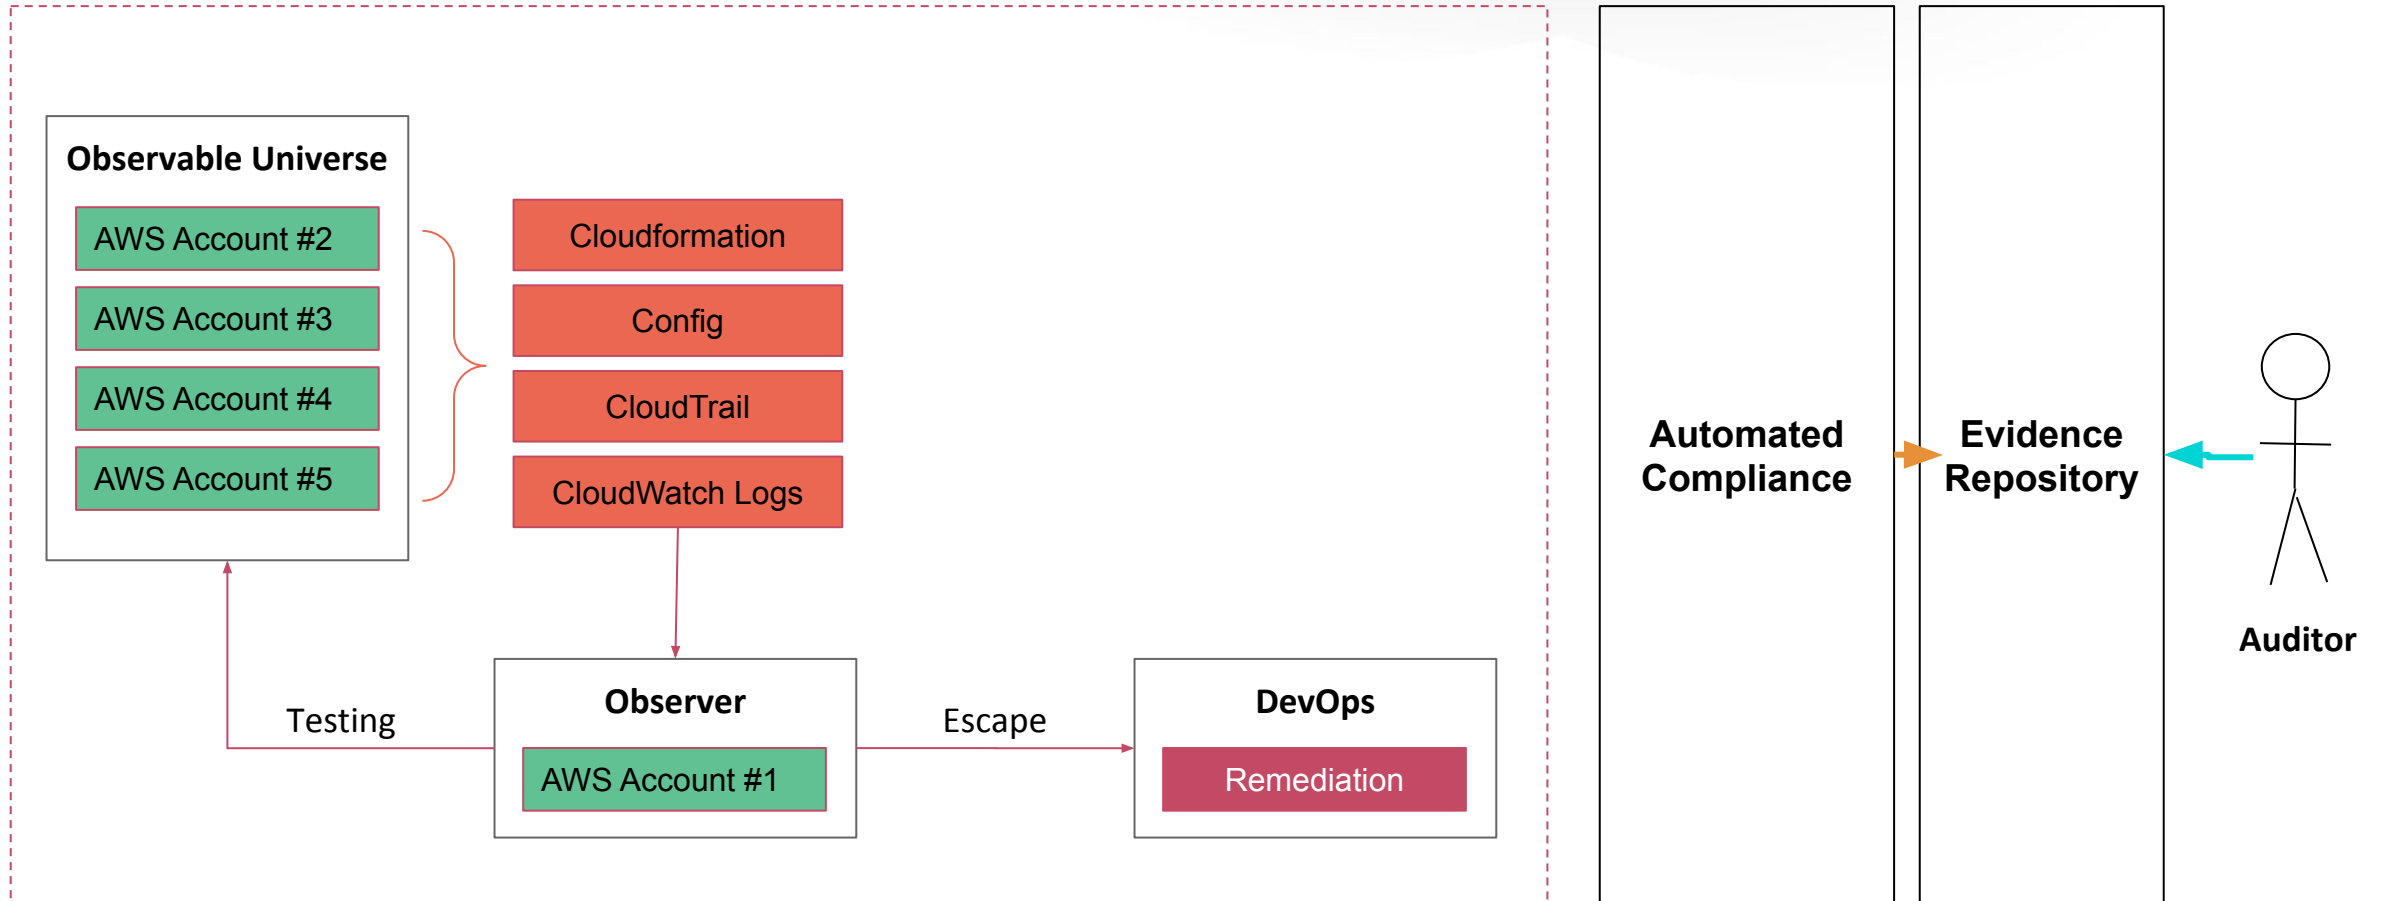 Observable Universe
AWS Account #2
AWS Account #3
AWS Account #4
AWS Account #5
Cloudformation
Config
CloudTrail
CloudWatch Logs
Testing
Observer
AWS Account #1
Escape
DevOps
Remediation
Automated
Compliance
Evidence
Repository
Auditor